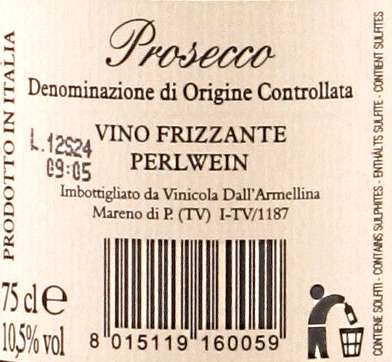 Prosecco
Denominazione di Origine Controllata
VINO FRIZZANTE
PERLWEIN
Imbottigliato da Vinicola Dall'Armellina
Mareno di P. (TV) I-TV/1187
L.12S24
09:05
PRODOTTO IN ITALIA
75 cl e
10,5% vol
8 015119 160059
CONTIENE SOLFITI - CONTAINS SULPHITES - ENTHÄLTS SULFITE - CONTIENT SULFITES